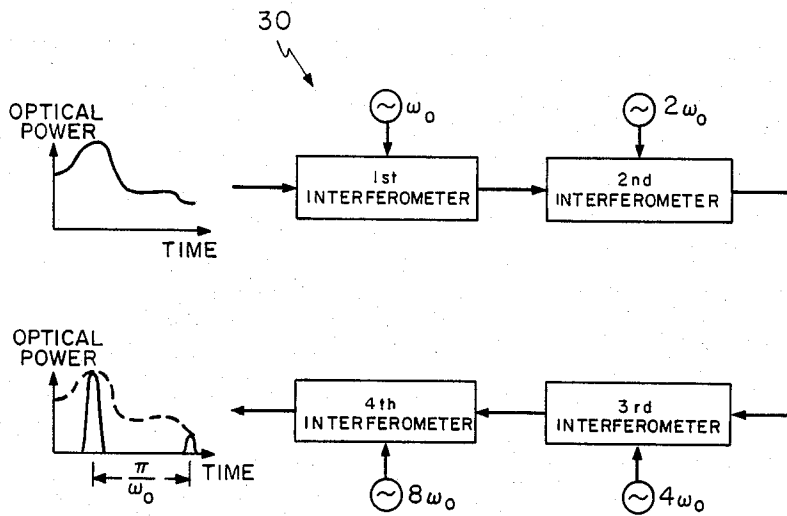 30
OPTICAL
POWER
TIME
~ ω₀
1st
INTERFEROMETER
~ 2ω₀
2nd
INTERFEROMETER
OPTICAL
POWER
TIME
π/ω₀
4th
INTERFEROMETER
~ 8ω₀
3rd
INTERFEROMETER
~ 4ω₀